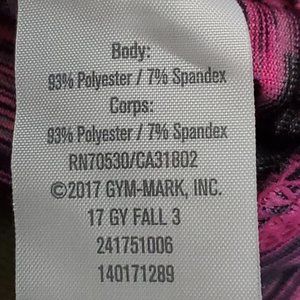 Body:
93% Polyester / 7% Spandex
Corps:
93% Polyester / 7% Spandex
RN70530/CA31802
©2017 GYM-MARK, INC.
17 GY FALL 3
241751006
140171289